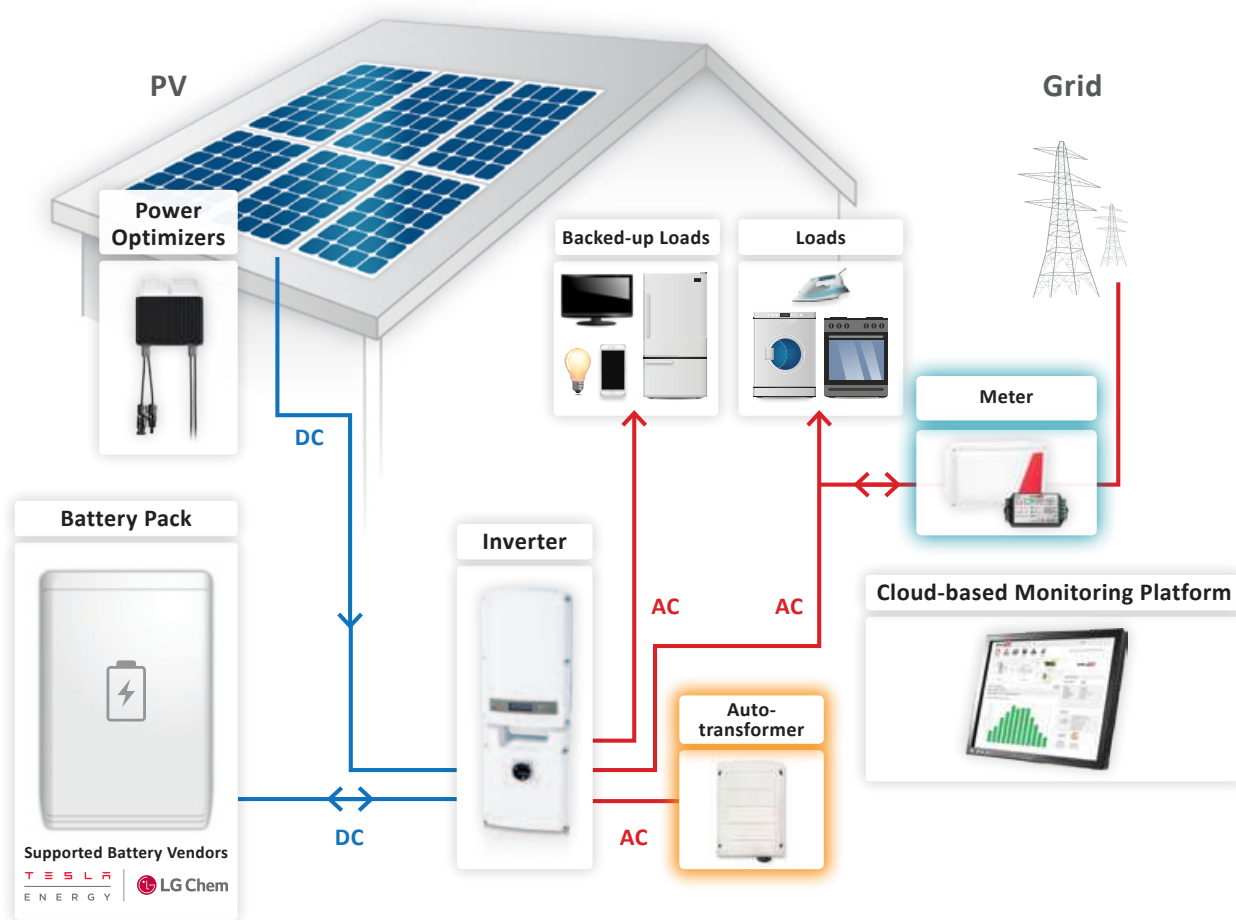 PV
Grid
Power
Optimizers
Backed-up Loads
Loads
Meter
DC
Battery Pack
Inverter
AC
AC
Cloud-based Monitoring Platform
Auto-
transformer
DC
AC
Supported Battery Vendors
TESLA
ENERGY
LG Chem